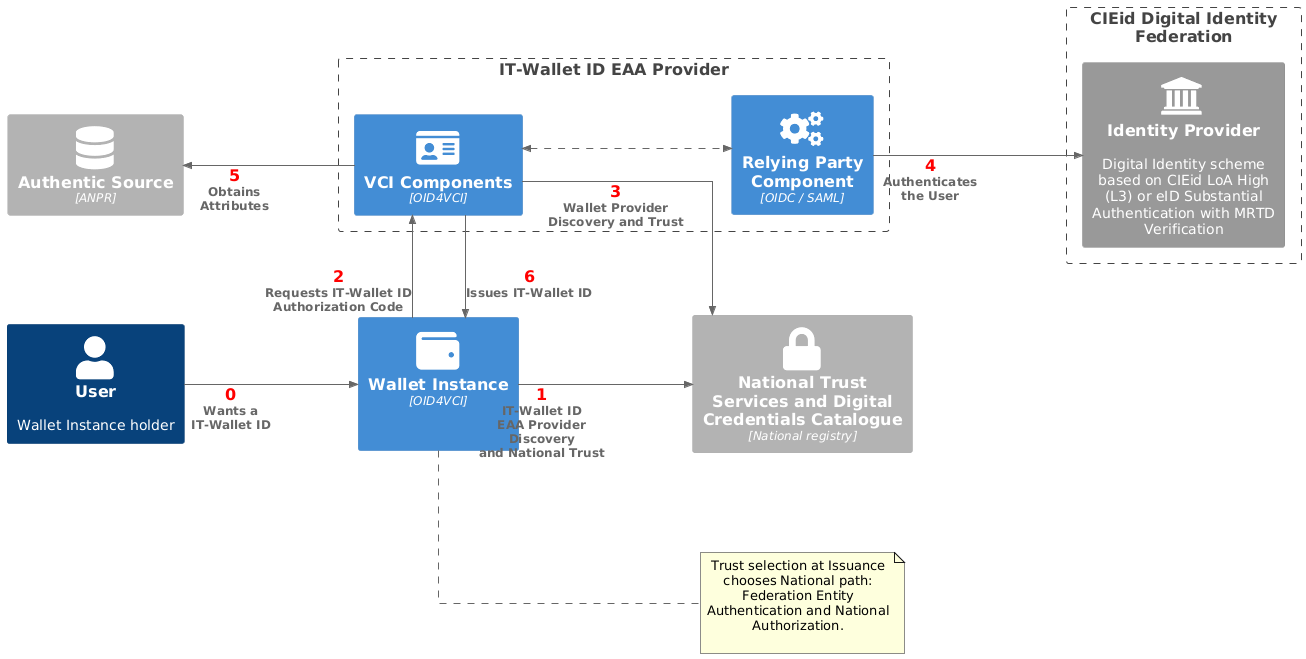 CIEid Digital Identity
Federation
IT-Wallet ID EAA Provider
Identity Provider
Digital Identity scheme
based on CIEid LoA High
(L3) or eID Substantial
Authentication with MRTD
Verification
Authentic Source
[ANPR]
5
Obtains
Attributes
VCI Components
[OID4VCI]
3
Wallet Provider
Discovery and Trust
Relying Party
Component
[OIDC / SAML]
4
Authenticates
the User
2
Requests IT-Wallet ID
Authorization Code
6
Issues IT-Wallet ID
User
Wallet Instance holder
0
Wants a
IT-Wallet ID
Wallet Instance
[OID4VCI]
1
IT-Wallet ID
EAA Provider
Discovery
and National Trust
National Trust
Services and Digital
Credentials Catalogue
[National registry]
Trust selection at Issuance
chooses National path:
Federation Entity
Authentication and National
Authorization.